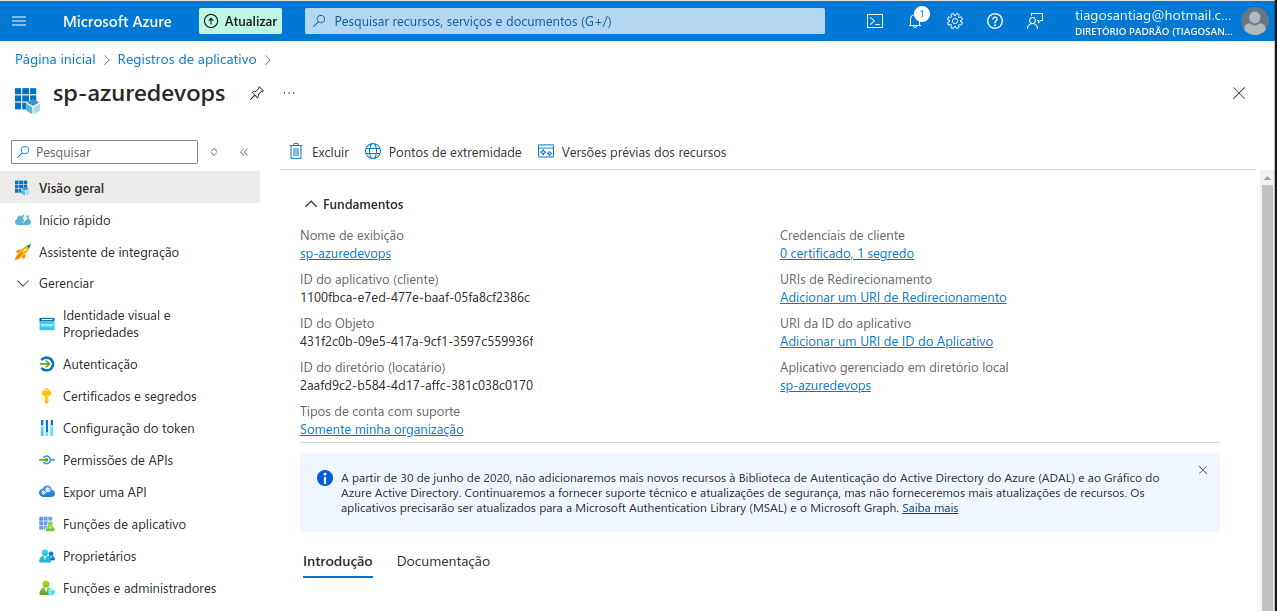 Microsoft Azure
Atualizar
Pesquisar recursos, serviços e documentos (G+/)
1
tiagosantiag@hotmail.c...
DIRETÓRIO PADRÃO (TIAGOSAN...
Página inicial > Registros de aplicativo >
sp-azuredevops
...
Pesquisar
Excluir
Pontos de extremidade
Versões prévias dos recursos
Visão geral
Início rápido
Assistente de integração
Gerenciar
Identidade visual e
Propriedades
Autenticação
Certificados e segredos
Configuração do token
Permissões de APIs
Expor uma API
Funções de aplicativo
Proprietários
Funções e administradores
Fundamentos
Nome de exibição
sp-azuredevops
ID do aplicativo (cliente)
1100fbca-e7ed-477e-baaf-05fa8cf2386c
ID do Objeto
431f2c0b-09e5-417a-9cf1-3597c559936f
ID do diretório (locatário)
2aafd9c2-b584-4d17-affc-381c038c0170
Tipos de conta com suporte
Somente minha organização
Credenciais de cliente
0 certificado, 1 segredo
URIs de Redirecionamento
Adicionar um URI de Redirecionamento
URI da ID do aplicativo
Adicionar um URI de ID do Aplicativo
Aplicativo gerenciado em diretório local
sp-azuredevops
A partir de 30 de junho de 2020, não adicionaremos mais novos recursos à Biblioteca de Autenticação do Active Directory do Azure (ADAL) e ao Gráfico do
Azure Active Directory. Continuaremos a fornecer suporte técnico e atualizações de segurança, mas não forneceremos mais atualizações de recursos. Os
aplicativos precisarão ser atualizados para a Microsoft Authentication Library (MSAL) e o Microsoft Graph. Saiba mais
Introdução
Documentação